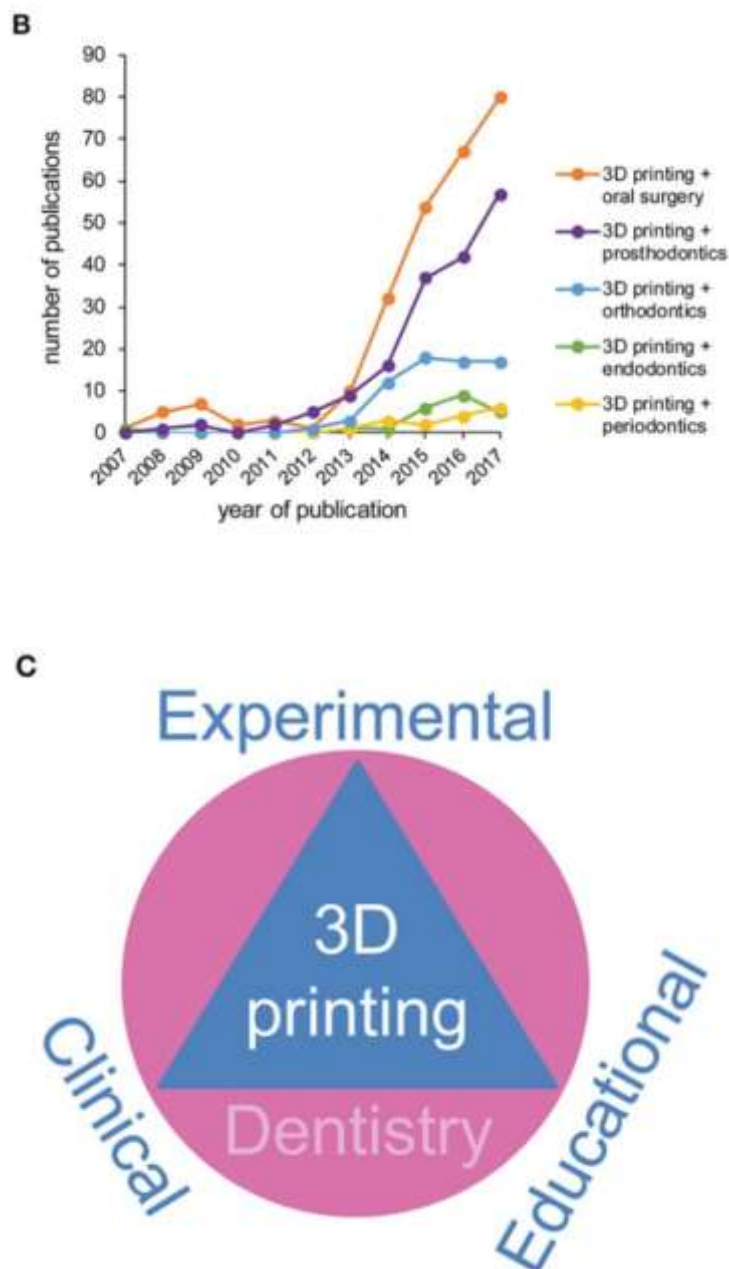 B
90
80
70
60
50
40
30
20
10
0
number of publications
2007 2008 2009 2010 2011 2012 2013 2014 2015 2016 2017
year of publication
3D printing +
oral surgery
3D printing +
prosthodontics
3D printing +
orthodontics
3D printing +
endodontics
3D printing +
periodontics
C
Experimental
3D
printing
Clinical
Educational
Dentistry